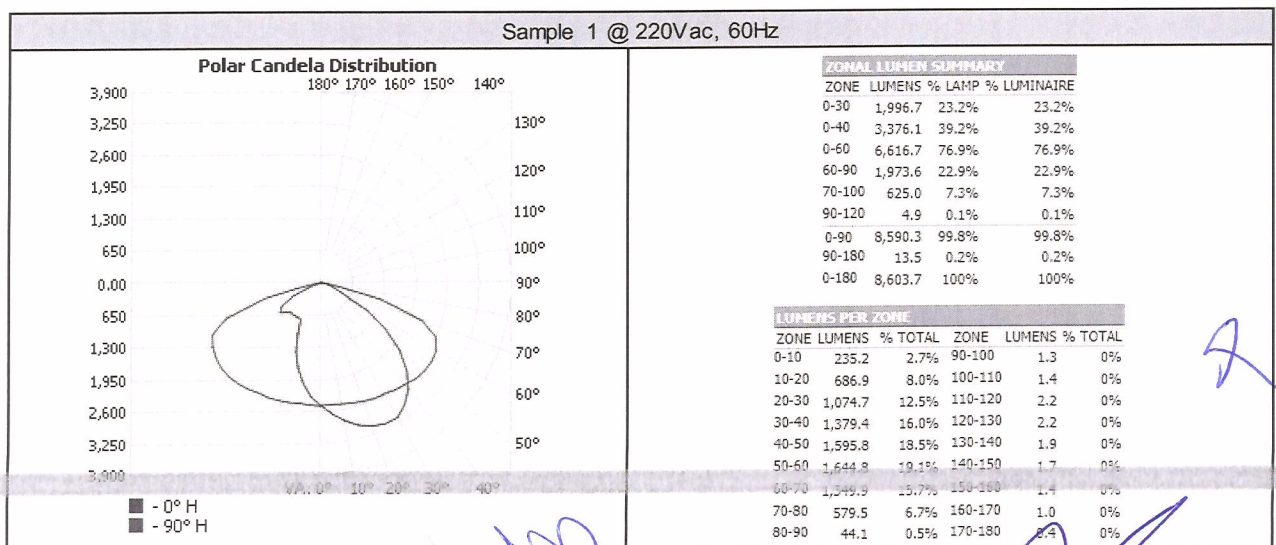 Sample 1 @ 220Vac, 60Hz
Polar Candela Distribution
180° 170° 160° 150° 140°
3,900
3,250
2,600
1,950
1,300
650
0.00
650
1,300
1,950
2,600
3,250
3,900
130°
120°
110°
100°
90°
80°
70°
60°
50°
VA: 0° 10° 20° 30° 40°
- 0° H
- 90° H
ZONAL LUMEN SUMMARY
ZONE LUMENS % LAMP % LUMINAIRE
0-30 1,996.7 23.2% 23.2%
0-40 3,376.1 39.2% 39.2%
0-60 6,616.7 76.9% 76.9%
60-90 1,973.6 22.9% 22.9%
70-100 625.0 7.3% 7.3%
90-120 4.9 0.1% 0.1%
0-90 8,590.3 99.8% 99.8%
90-180 13.5 0.2% 0.2%
0-180 8,603.7 100% 100%
LUMENS PER ZONE
ZONE LUMENS % TOTAL ZONE LUMENS % TOTAL
0-10 235.2 2.7% 90-100 1.3 0%
10-20 686.9 8.0% 100-110 1.4 0%
20-30 1,074.7 12.5% 110-120 2.2 0%
30-40 1,379.4 16.0% 120-130 2.2 0%
40-50 1,595.8 18.5% 130-140 1.9 0%
50-60 1,644.8 19.1% 140-150 1.7 0%
60-70 1,349.9 15.7% 150-160 1.4 0%
70-80 579.5 6.7% 160-170 1.0 0%
80-90 44.1 0.5% 170-180 0.4 0%